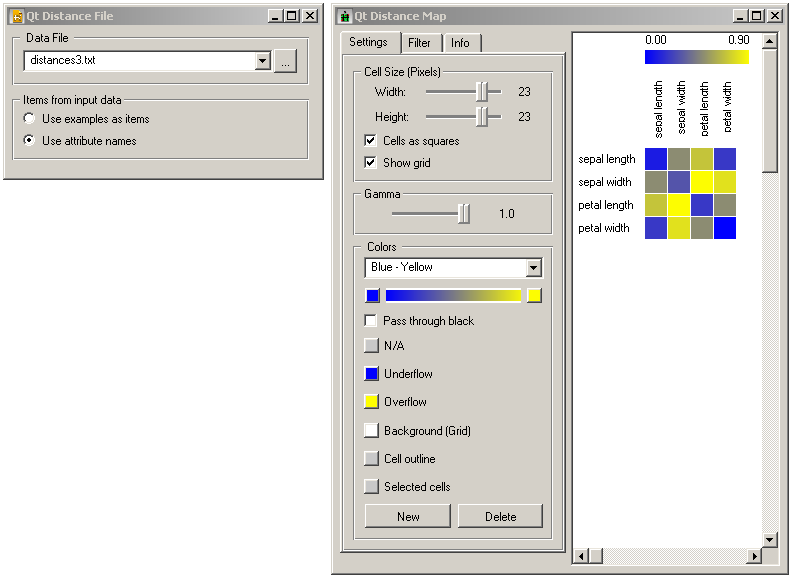 Qt Distance File
Data File
distances3.txt
...
Items from input data
Use examples as items
Use attribute names
Qt Distance Map
Settings
Filter
Info
Cell Size (Pixels)
Width: 23
Height: 23
Cells as squares
Show grid
Gamma
1.0
Colors
Blue - Yellow
Pass through black
N/A
Underflow
Overflow
Background (Grid)
Cell outline
Selected cells
New
Delete
0.00 0.90
sepal length
sepal width
petal length
petal width
sepal length
sepal width
petal length
petal width